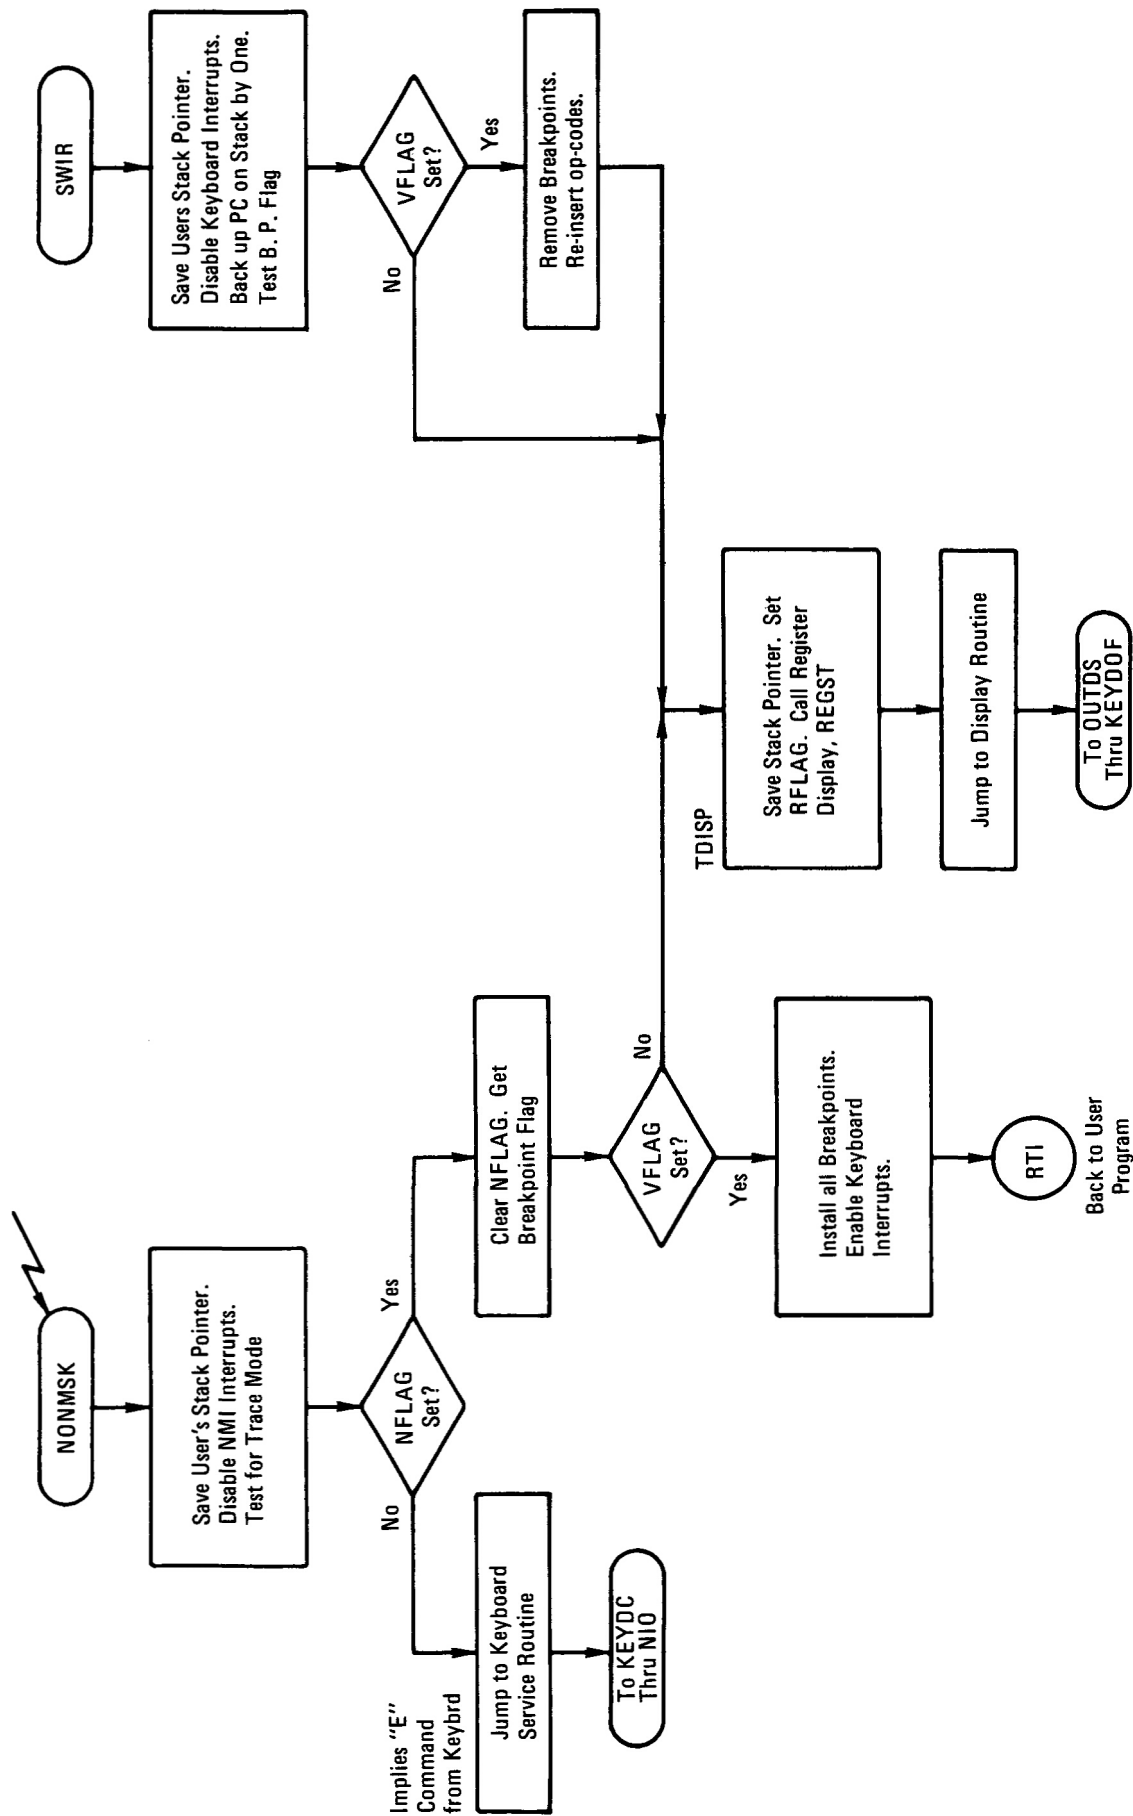 NONMSK
Save User's Stack Pointer.
Disable NMI Interrupts.
Test for Trace Mode
NFLAG
Set?
No
Yes
Implies "E"
Command
from Keybrd
Jump to Keyboard
Service Routine
To KEYDC
Thru NIO
Clear NFLAG. Get
Breakpoint Flag
VFLAG
Set?
No
Yes
Install all Breakpoints.
Enable Keyboard
Interrupts.
RTI
Back to User
Program
SWIR
Save Users Stack Pointer.
Disable Keyboard Interrupts.
Back up PC on Stack by One.
Test B. P. Flag
VFLAG
Set?
No
Yes
Remove Breakpoints.
Re-insert op-codes.
TDISP
Save Stack Pointer. Set
RFLAG. Call Register
Display, REGST
Jump to Display Routine
To OUTDS
Thru KEYDOF